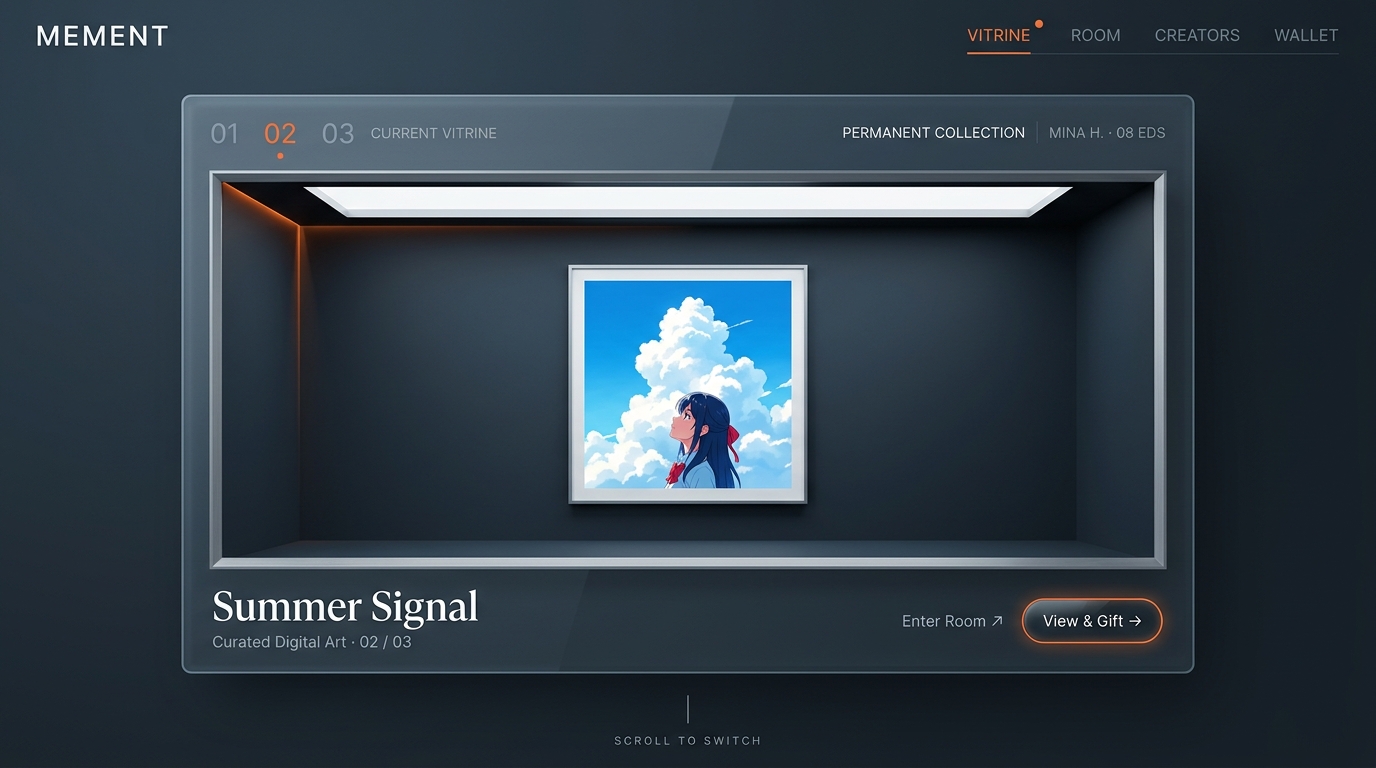 MEMENT
VITRINE ROOM CREATORS WALLET
01 02 03 CURRENT VITRINE
PERMANENT COLLECTION MINA H. · 08 EDS
Summer Signal
Curated Digital Art · 02 / 03
Enter Room ↗ View & Gift →
SCROLL TO SWITCH